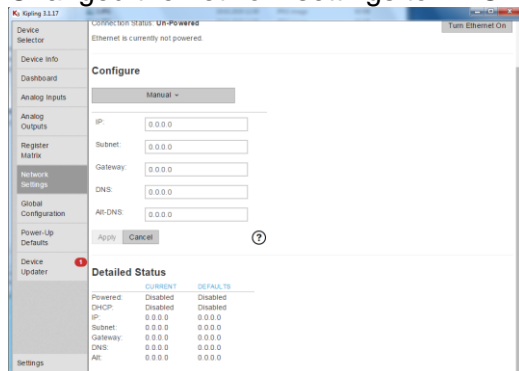 Kipling 3.1.17
Device
Selector
Device Info
Dashboard
Analog Inputs
Analog
Outputs
Register
Matrix
Network
Settings
Global
Configuration
Power-Up
Defaults
Device
Updater
1
Settings
Connection Status: Un-Powered
Turn Ethernet On
Ethernet is currently not powered.
Configure
Manual
IP: 0.0.0.0
Subnet: 0.0.0.0
Gateway: 0.0.0.0
DNS: 0.0.0.0
Alt-DNS: 0.0.0.0
Apply Cancel ?
Detailed Status
CURRENT DEFAULTS
Powered: Disabled Disabled
DHCP: Disabled Disabled
IP: 0.0.0.0 0.0.0.0
Subnet: 0.0.0.0 0.0.0.0
Gateway: 0.0.0.0 0.0.0.0
DNS: 0.0.0.0 0.0.0.0
Alt: 0.0.0.0 0.0.0.0